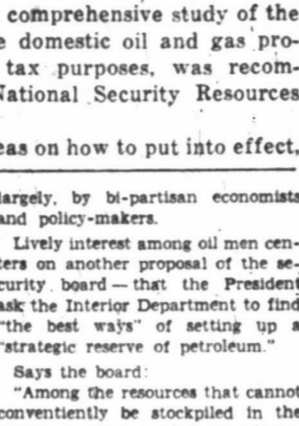 comprehensive study of the
domestic oil and gas pro-
tax purposes, was recom-
National Security Resources
eas on how to put into effect,
largely, by bi-partisan economists
and policy-makers.
Lively interest among oil men cen-
ters on another proposal of the se-
curity board — that the President
ask the Interior Department to find
"the best ways" of setting up a
"strategic reserve of petroleum."
Says the board:
"Among the resources that cannot
conventiently be stockpiled in the